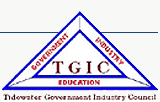 GOVERNMENT
INDUSTRY
TGIC
EDUCATION
Tidewater Government Industry Council